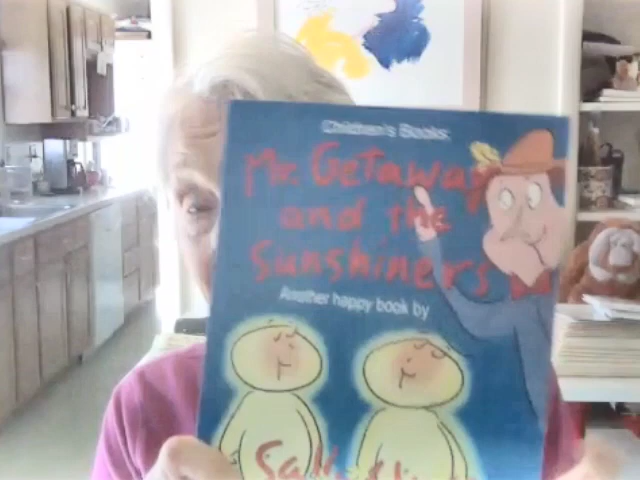 Children's Books:
Mr. Getaway
and the
Sunshiners
Another happy book by